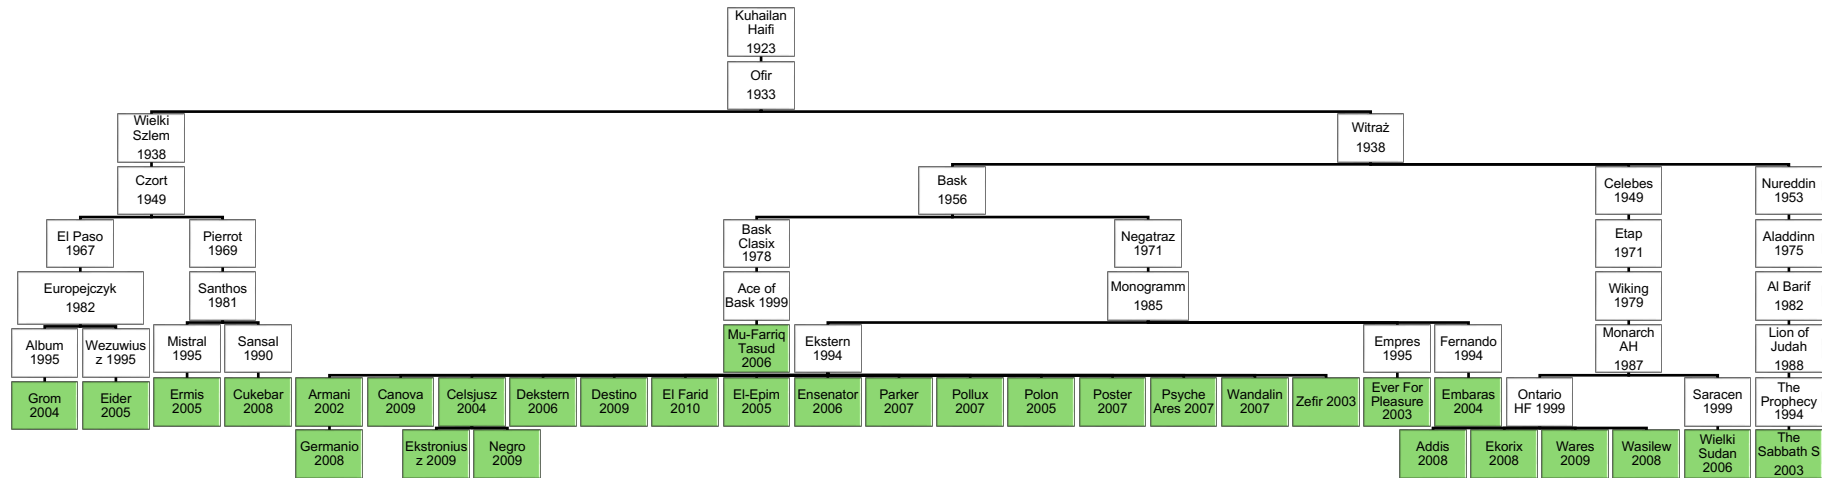 Kuhailan
Haifi
1923
Ofir
1933
Wielki
Szlem
1938
Witraż
1938
Czort
1949
Bask
1956
Celebes
1949
Nureddin
1953
El Paso
1967
Pierrot
1969
Bask
Clasix
1978
Negatraz
1971
Etap
1971
Aladdinn
1975
Europejczyk
1982
Santhos
1981
Ace of
Bask 1999
Monogramm
1985
Wiking
1979
Al Barif
1982
Album
1995
Wezuwius
z 1995
Mistral
1995
Sansal
1990
Mu-Farriq
Tasud
2006
Ekstern
1994
Empres
1995
Fernando
1994
Monarch
AH
1987
Lion of
Judah
1988
Grom
2004
Eider
2005
Ermis
2005
Cukebar
2008
Armani
2002
Canova
2009
Celsjusz
2004
Dekstern
2006
Destino
2009
El Farid
2010
El-Epim
2005
Ensenator
2006
Parker
2007
Pollux
2007
Polon
2005
Poster
2007
Psyche
Ares 2007
Wandalin
2007
Zefir 2003
Ever For
Pleasure
2003
Embaras
2004
Ontario
HF 1999
Saracen
1999
The
Prophecy
1994
Germanio
2008
Ekstronius
z 2009
Negro
2009
Addis
2008
Ekorix
2008
Wares
2009
Wasilew
2008
Wielki
Sudan
2006
The
Sabbath S
2003